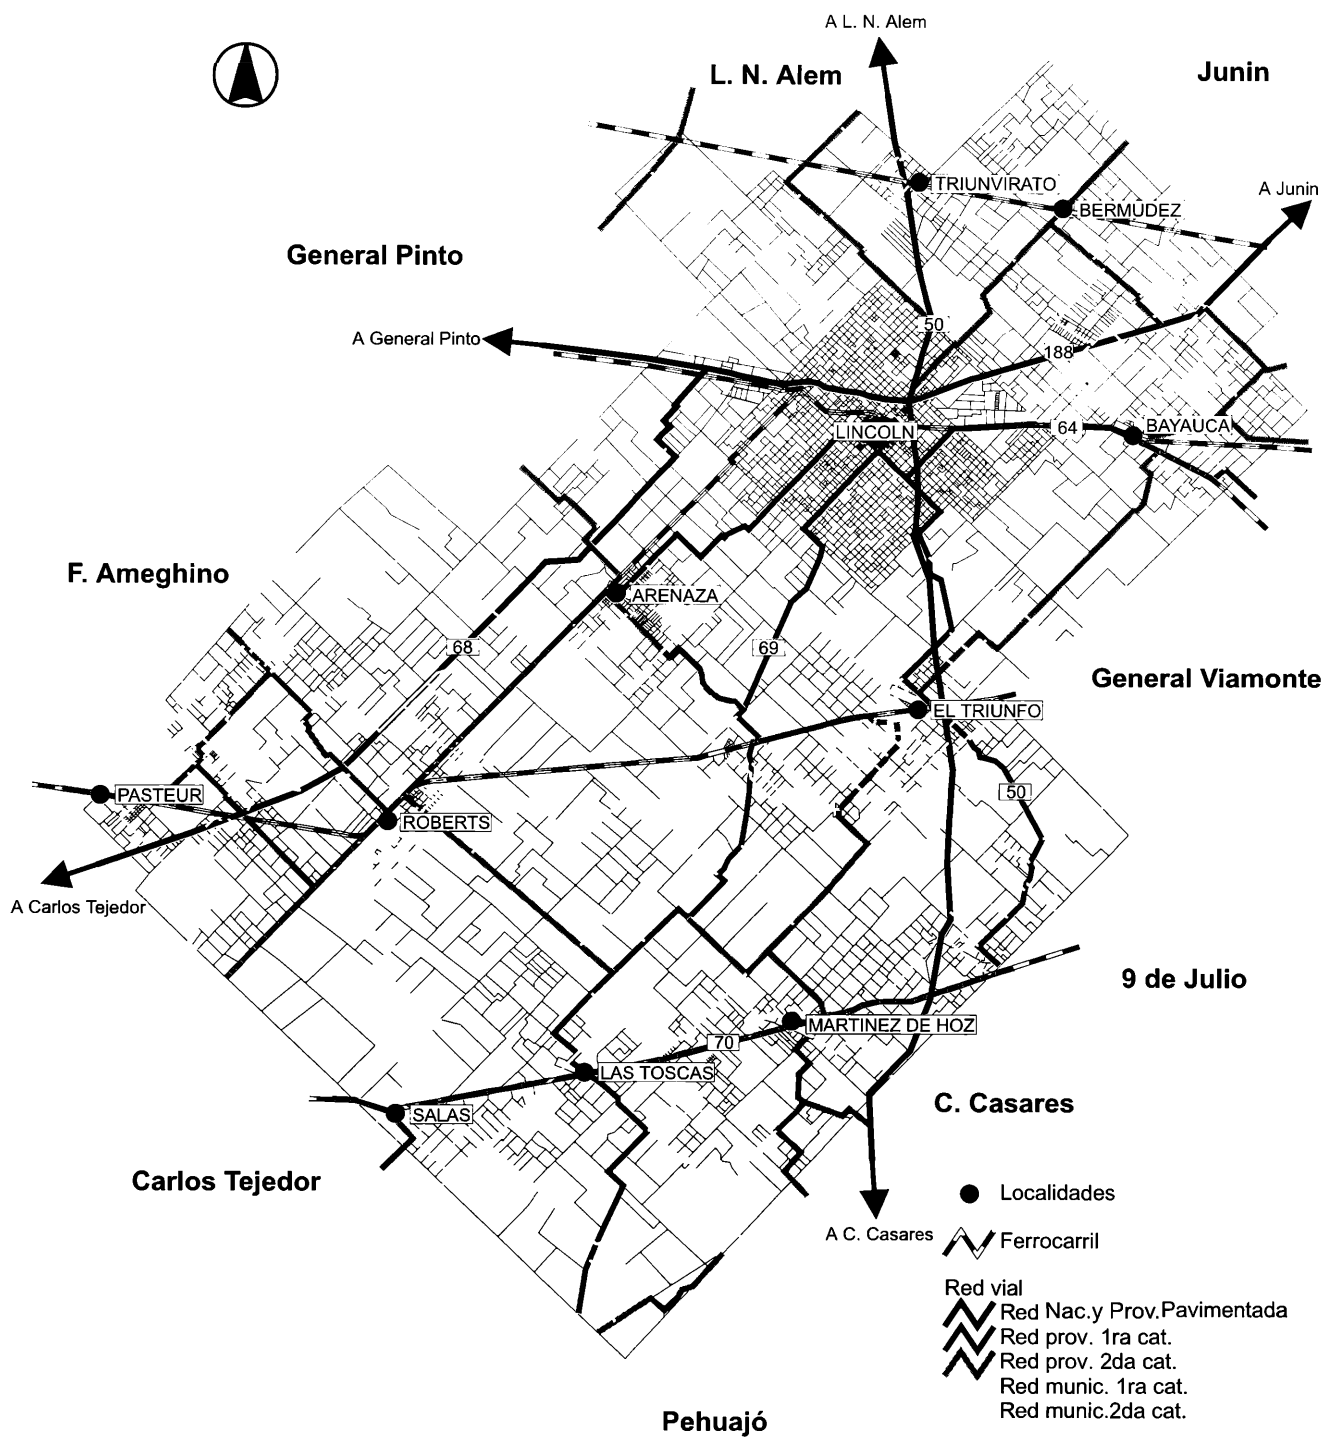 A L. N. Alem
L. N. Alem
Junin
TRIUNVIRATO
A Junin
BERMUDEZ
General Pinto
50
A General Pinto
188
LINCOLN
64
BAYAUCA
F. Ameghino
ARENAZA
68
69
General Viamonte
EL TRIUNFO
PASTEUR
50
ROBERTS
A Carlos Tejedor
9 de Julio
MARTINEZ DE HOZ
70
LAS TOSCAS
SALAS
C. Casares
Carlos Tejedor
Localidades
A C. Casares
Ferrocarril
Red vial
Red Nac.y Prov.Pavimentada
Red prov. 1ra cat.
Red prov. 2da cat.
Red munic. 1ra cat.
Red munic.2da cat.
Pehuajó